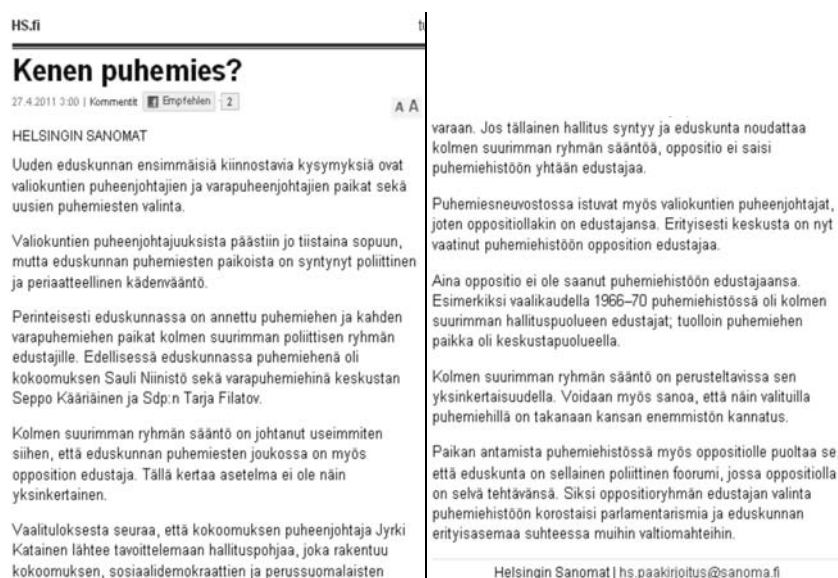 HS.fi
Kenen puhemies?
27.4.2011 3:00 | Kommentit Empfehlen 2
A A
HELSINGIN SANOMAT
Uuden eduskunnan ensimmäisiä kiinnostavia kysymyksiä ovat
valiokuntien puheenjohtajien ja varapuheenjohtajien paikat sekä
uusien puhemiesten valinta.
Valiokuntien puheenjohtajuuksista päästiin jo tiistaina sopuun,
mutta eduskunnan puhemiesten paikoista on syntynyt poliittinen
ja periaatteellinen kädenvääntö.
Perinteisesti eduskunnassa on annettu puhemiehen ja kahden
varapuhemiehen paikat kolmen suurimman poliittisen ryhmän
edustajille. Edellisessä eduskunnassa puhemiehenä oli
kokoomuksen Sauli Niinistö sekä varapuhemiehinä keskustan
Seppo Kääriäinen ja Sdp:n Tarja Filatov.
Kolmen suurimman ryhmän sääntö on johtanut useimmiten
siihen, että eduskunnan puhemiesten joukossa on myös
opposition edustaja. Tällä kertaa asetelma ei ole näin
yksinkertainen.
Vaalituloksesta seuraa, että kokoomuksen puheenjohtaja Jyrki
Katainen lähtee tavoittelemaan hallituspohjaa, joka rakentuu
kokoomuksen, sosiaalidemokraattien ja perussuomalaisten
varaan. Jos tällainen hallitus syntyy ja eduskunta noudattaa
kolmen suurimman ryhmän sääntöä, oppositio ei saisi
puhemiehistöön yhtään edustajaa.
Puhemiesneuvostossa istuvat myös valiokuntien puheenjohtajat,
joten oppositiollakin on edustajansa. Erityisesti keskusta on nyt
vaatinut puhemiehistöön opposition edustajaa.
Aina oppositio ei ole saanut puhemiehistöön edustajaansa.
Esimerkiksi vaalikaudella 1966–70 puhemiehistössä oli kolmen
suurimman hallituspuolueen edustajat; tuolloin puhemiehen
paikka oli keskustapuolueella.
Kolmen suurimman ryhmän sääntö on perusteltavissa sen
yksinkertaisuudella. Voidaan myös sanoa, että näin valituilla
puhemiehillä on takanaan kansan enemmistön kannatus.
Paikan antamista puhemiehistössä myös oppositiolle puoltaa se,
että eduskunta on sellainen poliittinen foorumi, jossa oppositiolla
on selvä tehtävänsä. Siksi oppositioryhmän edustajan valinta
puhemiehistöön korostaisi parlamentarismia ja eduskunnan
erityisasemaa suhteessa muihin valtiomahteihin.
Helsingin Sanomat | hs.paakirjoitus@sanoma.fi